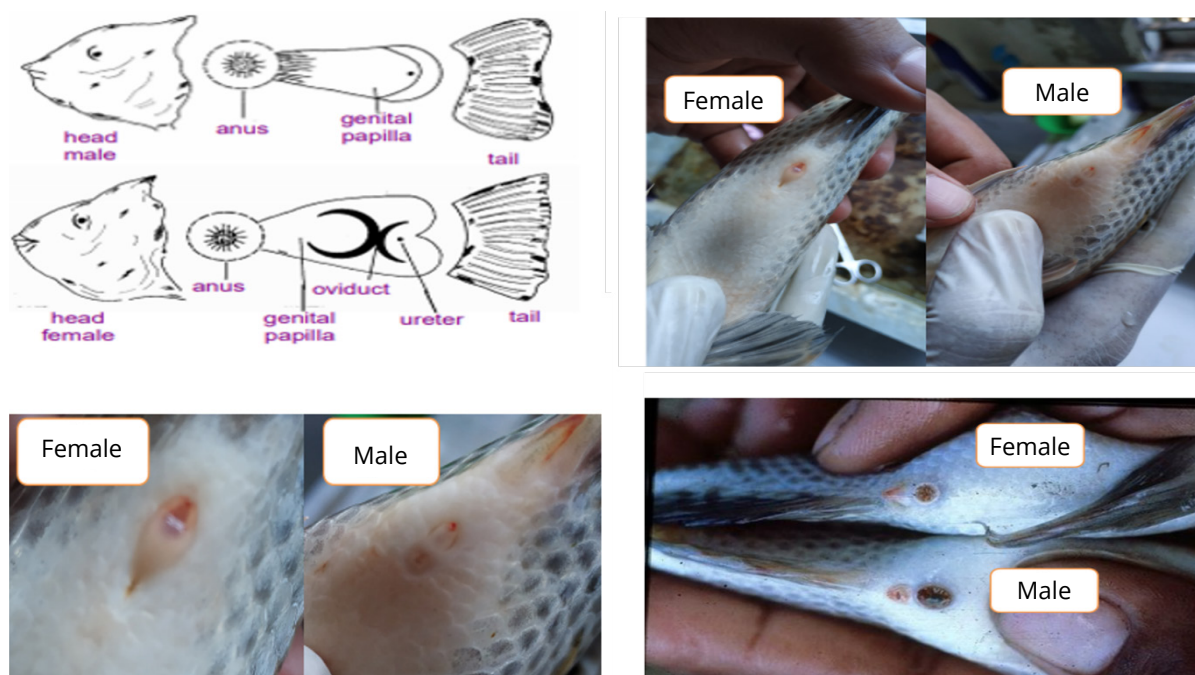 anus
genital
papilla
head
male
tail
anus
oviduct
genital
papilla
ureter
head
female
tail
Female
Male
Female
Male
Female
Male